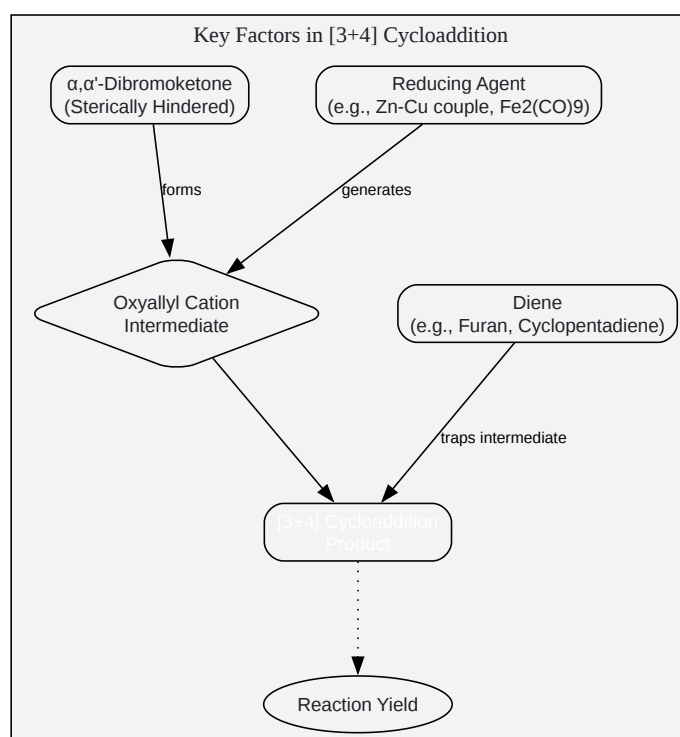 Key Factors in [3+4] Cycloaddition
α,α'-Dibromoketone
(Sterically Hindered)
Reducing Agent
(e.g., Zn-Cu couple, Fe2(CO)9)
forms
generates
Oxyallyl Cation
Intermediate
Diene
(e.g., Furan, Cyclopentadiene)
traps intermediate
[3+4] Cycloaddition
Product
Reaction Yield